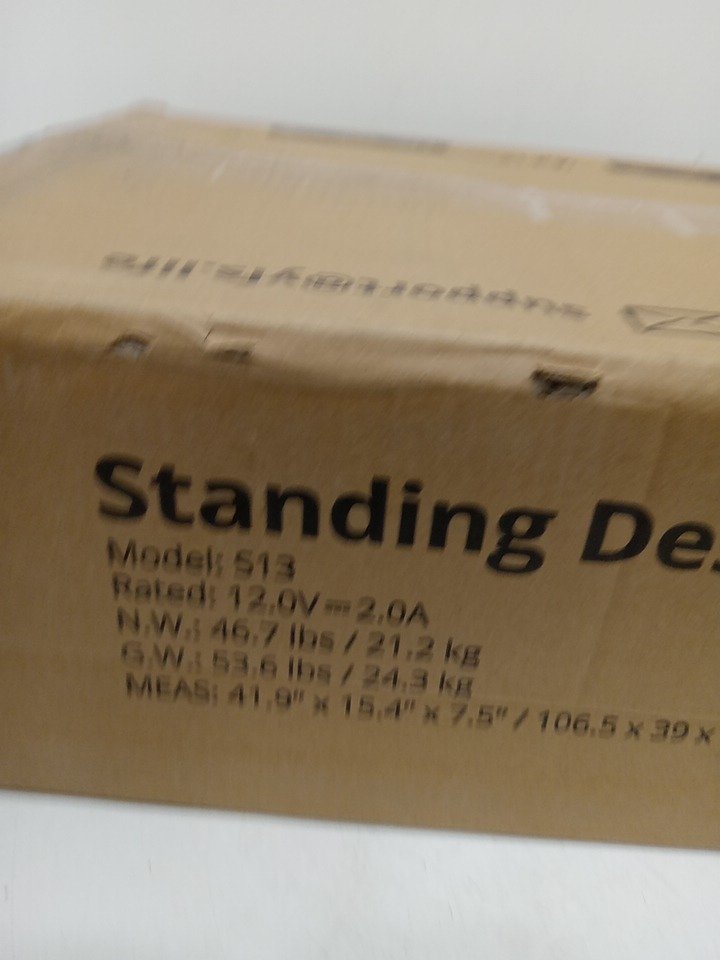 Standing De
Model: 513
Rated: 12.0V⎓2.0A
N.W.: 46.7 lbs / 21.2 kg
G.W.: 53.6 lbs / 24.3 kg
MEAS: 41.9" x 15.4" x 7.5" / 106.5 x 39 x